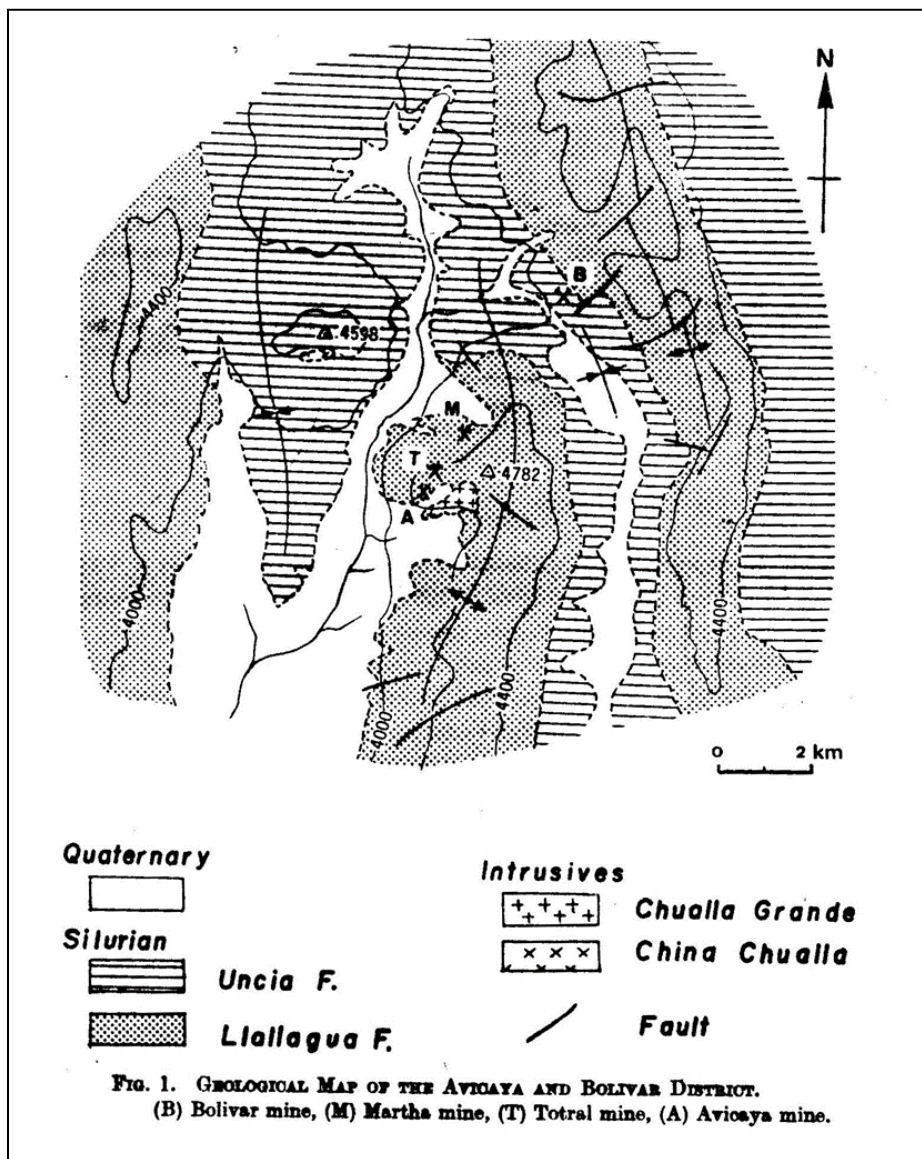 N
4400
B
4598
M
T
4782
A
4000
4400
4400
4000
0 2 km
Quaternary
Silurian
Uncia F.
Llallagua F.
Intrusives
Chualla Grande
China Chualla
Fault
FIG. 1. GEOLOGICAL MAP OF THE AVICAYA AND BOLIVAR DISTRICT.
(B) Bolivar mine, (M) Martha mine, (T) Totral mine, (A) Avicaya mine.